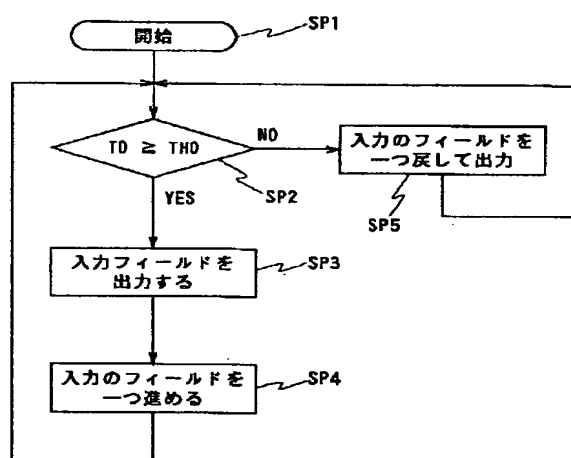 開始
SP1
TD ≧ THD
NO
SP2
YES
入力のフィールドを
一つ戻して出力
SP5
入力フィールドを
出力する
SP3
入力のフィールドを
一つ進める
SP4